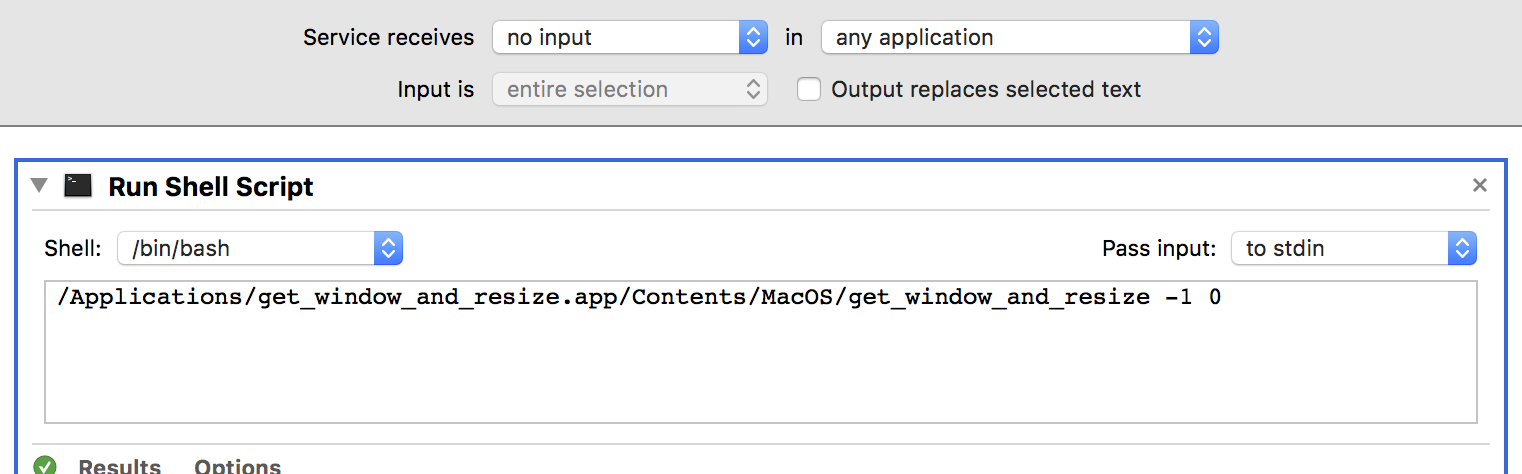 Service receives no input in any application
Input is entire selection Output replaces selected text
Run Shell Script
Shell: /bin/bash Pass input: to stdin
/Applications/get_window_and_resize.app/Contents/MacOS/get_window_and_resize -1 0
Results Options